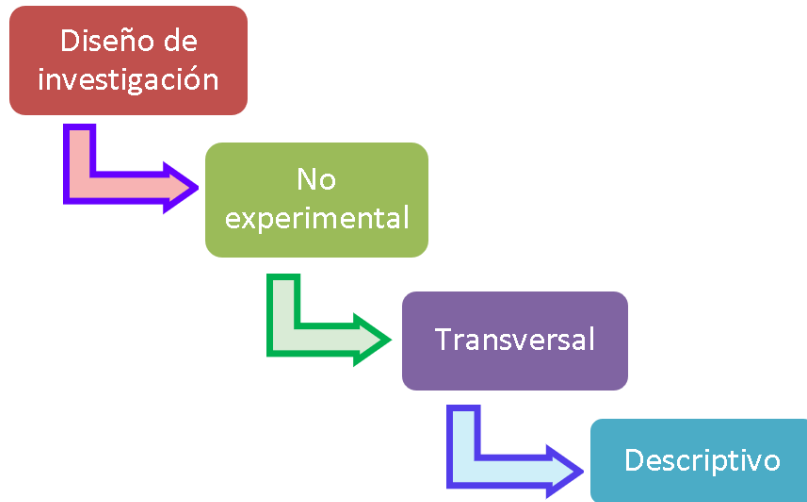 Diseño de
investigación
No
experimental
Transversal
Descriptivo